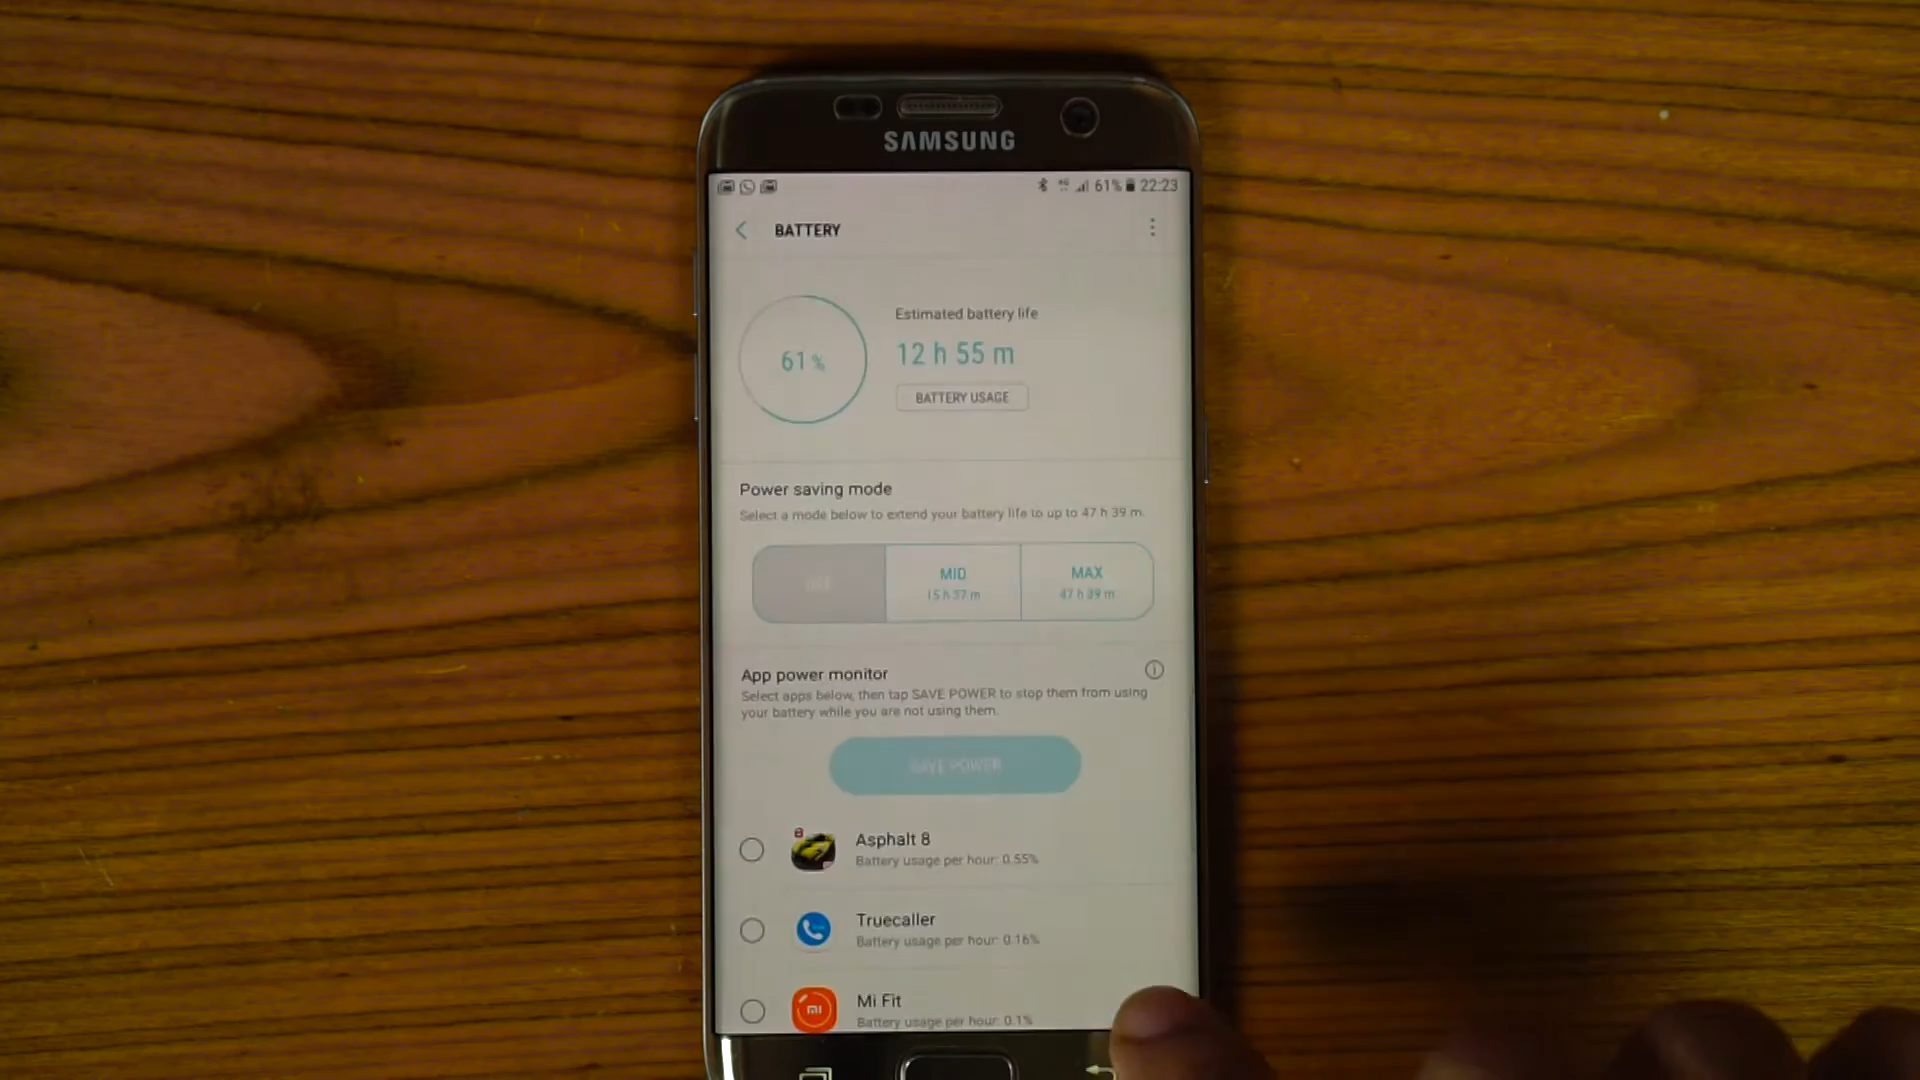 SAMSUNG
61% 22:23
BATTERY
61%
Estimated battery life
12 h 55 m
BATTERY USAGE
Power saving mode
Select a mode below to extend your battery life to up to 47 h 39 m.
MID
15 h 37 m
MAX
47 h 39 m
App power monitor
Select apps below, then tap SAVE POWER to stop them from using
your battery while you are not using them.
SAVE POWER
Asphalt 8
Battery usage per hour: 0.55%
Truecaller
Battery usage per hour: 0.16%
Mi Fit
Battery usage per hour: 0.1%